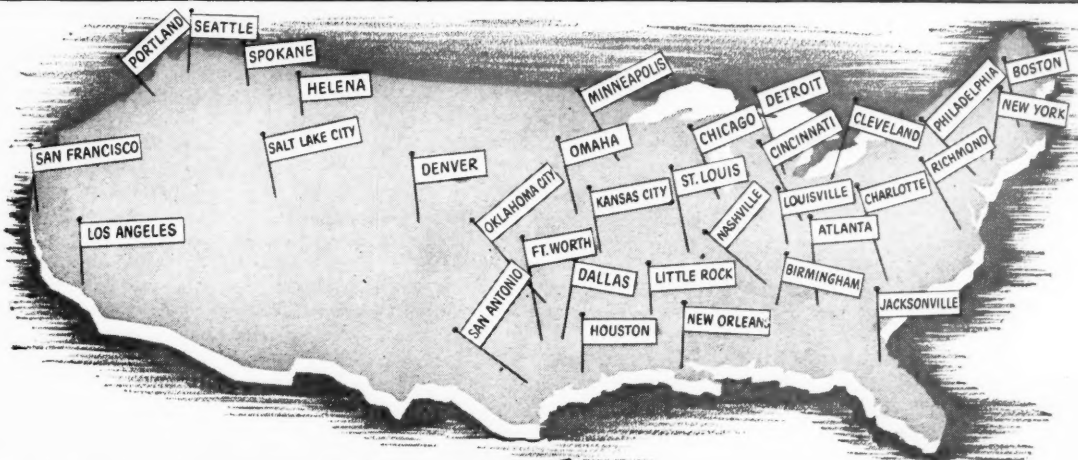 PORTLAND
SEATTLE
SPOKANE
HELENA
SAN FRANCISCO
SALT LAKE CITY
LOS ANGELES
DENVER
MINNEAPOLIS
OMAHA
OKLAHOMA CITY
KANSAS CITY
FT. WORTH
DALLAS
SAN ANTONIO
HOUSTON
CHICAGO
ST. LOUIS
LITTLE ROCK
NEW ORLEANS
DETROIT
CINCINNATI
NASHVILLE
LOUISVILLE
ATLANTA
BIRMINGHAM
CLEVELAND
CHARLOTTE
JACKSONVILLE
PHILADELPHIA
RICHMOND
BOSTON
NEW YORK